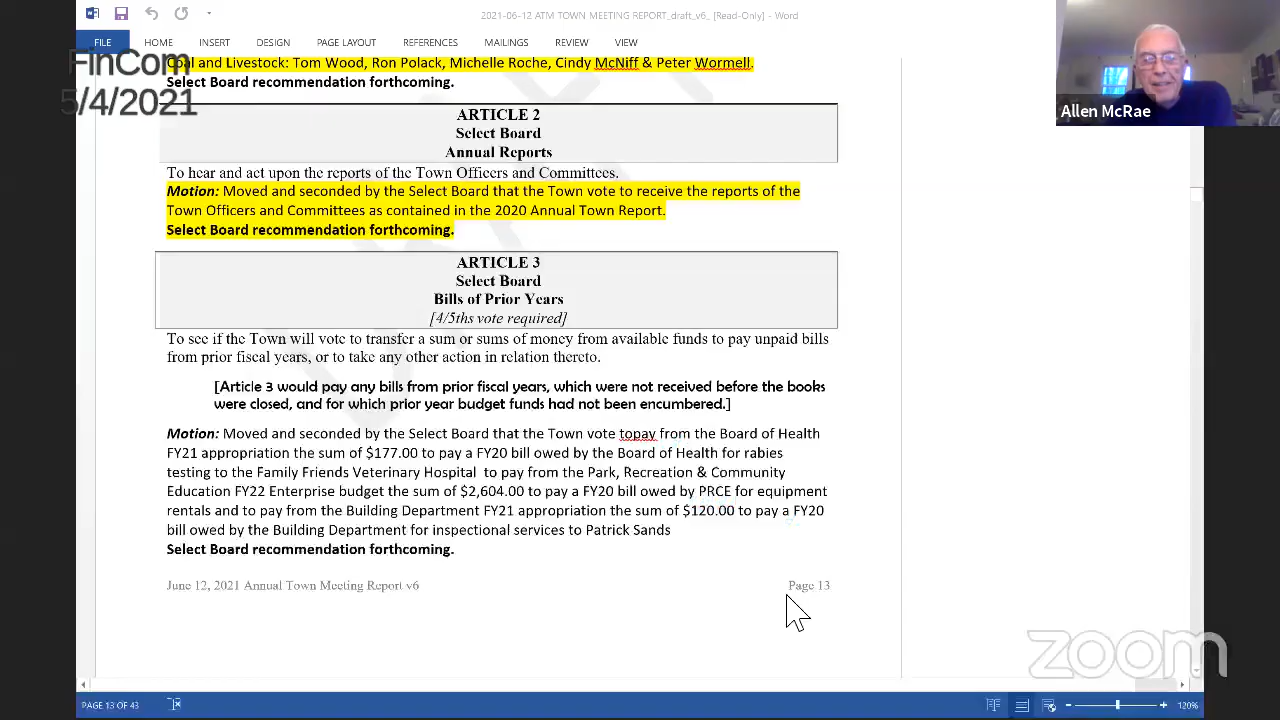 2021-06-12 ATM TOWN MEETING REPORT_draft_v6_ [Read-Only] - Word
FILE HOME INSERT DESIGN PAGE LAYOUT REFERENCES MAILINGS REVIEW VIEW
FinCom
5/4/2021
Allen McRae
Coal and Livestock: Tom Wood, Ron Polack, Michelle Roche, Cindy McNiff & Peter Wormell.
Select Board recommendation forthcoming.
ARTICLE 2
Select Board
Annual Reports
To hear and act upon the reports of the Town Officers and Committees.
Motion: Moved and seconded by the Select Board that the Town vote to receive the reports of the
Town Officers and Committees as contained in the 2020 Annual Town Report.
Select Board recommendation forthcoming.
ARTICLE 3
Select Board
Bills of Prior Years
[4/5ths vote required]
To see if the Town will vote to transfer a sum or sums of money from available funds to pay unpaid bills
from prior fiscal years, or to take any other action in relation thereto.
[Article 3 would pay any bills from prior fiscal years, which were not received before the books
were closed, and for which prior year budget funds had not been encumbered.]
Motion: Moved and seconded by the Select Board that the Town vote topay from the Board of Health
FY21 appropriation the sum of $177.00 to pay a FY20 bill owed by the Board of Health for rabies
testing to the Family Friends Veterinary Hospital to pay from the Park, Recreation & Community
Education FY22 Enterprise budget the sum of $2,604.00 to pay a FY20 bill owed by PRCE for equipment
rentals and to pay from the Building Department FY21 appropriation the sum of $120.00 to pay a FY20
bill owed by the Building Department for inspectional services to Patrick Sands
Select Board recommendation forthcoming.
June 12, 2021 Annual Town Meeting Report v6 Page 13
zoom
PAGE 13 OF 43 120%